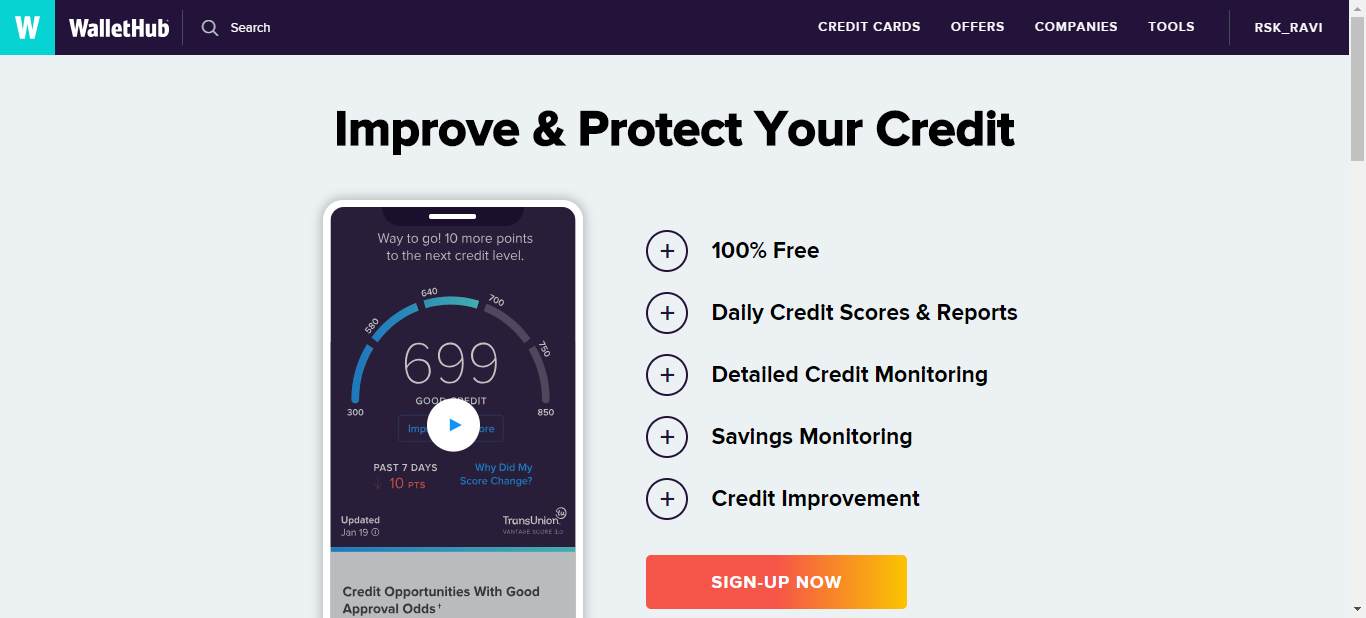 W WalletHub Search CREDIT CARDS OFFERS COMPANIES TOOLS RSK_RAVI
Improve & Protect Your Credit
Way to go! 10 more points
to the next credit level.
640
700
580
750
699
GOOD CREDIT
300
850
PAST 7 DAYS
10 PTS
Why Did My
Score Change?
Updated
Jan 19
TransUnion
tu
VANTAGE SCORE 3.0
Credit Opportunities With Good
Approval Odds†
100% Free
Daily Credit Scores & Reports
Detailed Credit Monitoring
Savings Monitoring
Credit Improvement
SIGN-UP NOW